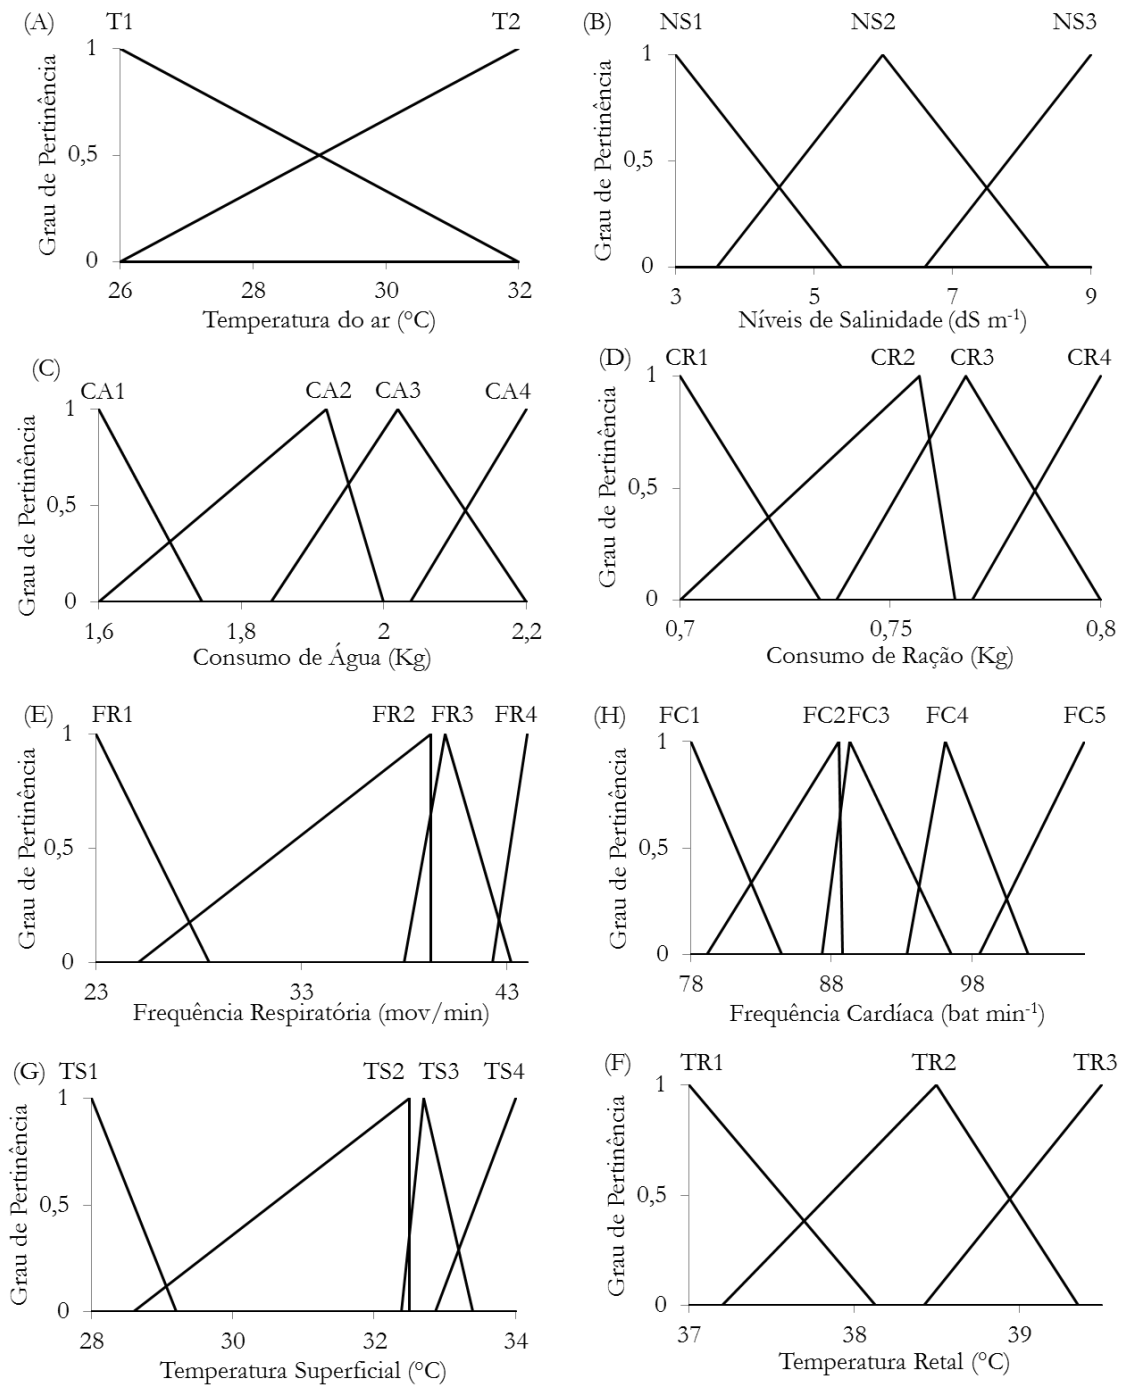 (A) T1 T2
Grau de Pertinência
1
0,5
0
26 28 30 32
Temperatura do ar (°C)
(B) NS1 NS2 NS3
Grau de Pertinência
1
0,5
0
3 5 7 9
Níveis de Salinidade (dS m-1)
(C)
CA1 CA2 CA3 CA4
Grau de Pertinência
1
0,5
0
1,6 1,8 2 2,2
Consumo de Água (Kg)
(D) CR1 CR2 CR3 CR4
Grau de Pertinência
1
0,5
0
0,7 0,75 0,8
Consumo de Ração (Kg)
(E) FR1 FR2 FR3 FR4
Grau de Pertinência
1
0,5
0
23 33 43
Frequência Respiratória (mov/min)
(H) FC1 FC2 FC3 FC4 FC5
Grau de Pertinência
1
0,5
0
78 88 98
Frequência Cardíaca (bat min-1)
(G) TS1 TS2 TS3 TS4
Grau de Pertinência
1
0,5
0
28 30 32 34
Temperatura Superficial (°C)
(F) TR1 TR2 TR3
Grau de Pertinência
1
0,5
0
37 38 39
Temperatura Retal (°C)